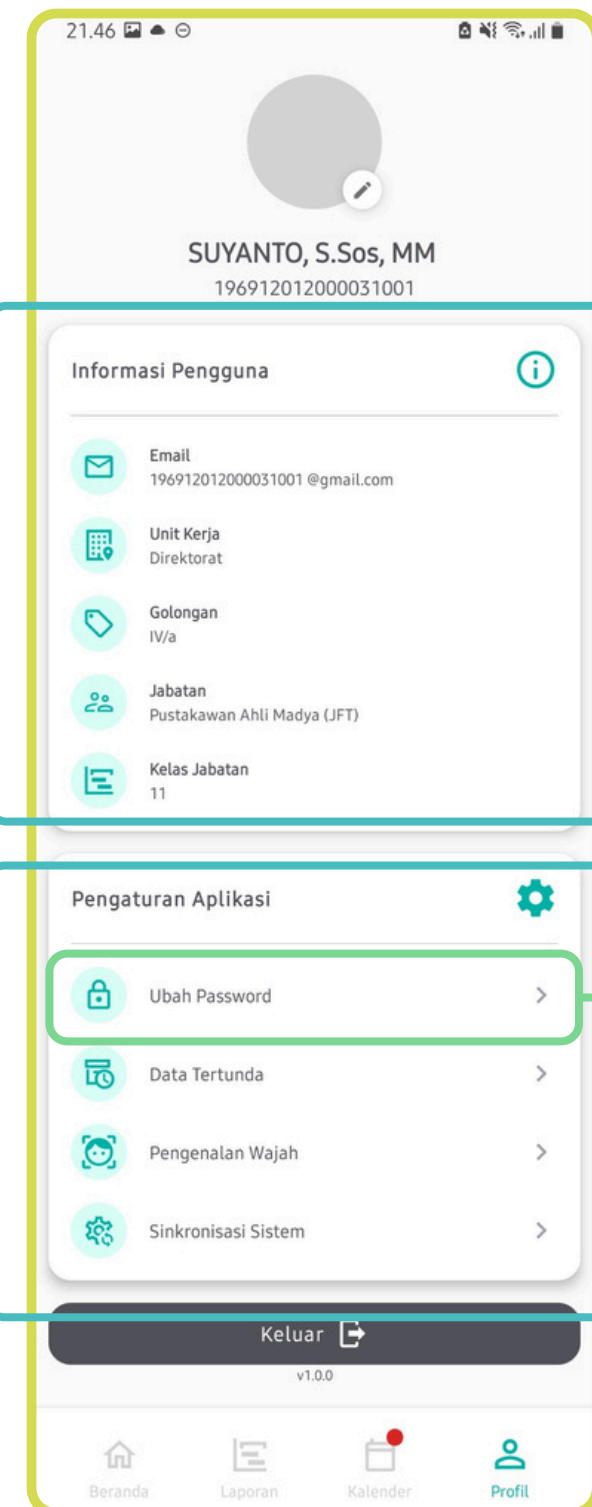 21.46
SUYANTO, S.Sos, MM
196912012000031001
Informasi Pengguna
Email
196912012000031001 @gmail.com
Unit Kerja
Direktorat
Golongan
IV/a
Jabatan
Pustakawan Ahli Madya (JFT)
Kelas Jabatan
11
Pengaturan Aplikasi
Ubah Password
Data Tertunda
Pengenalan Wajah
Sinkronisasi Sistem
Keluar
v1.0.0
Beranda Laporan Kalender Profil